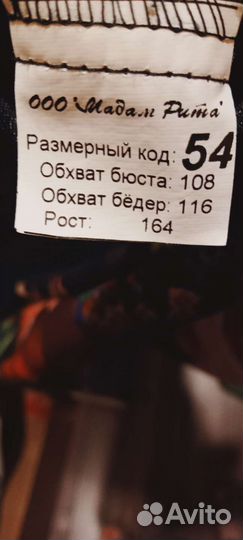 ООО 'Мадам Рита'
Размерный код: 54
Обхват бюста: 108
Обхват бёдер: 116
Рост: 164
Avito